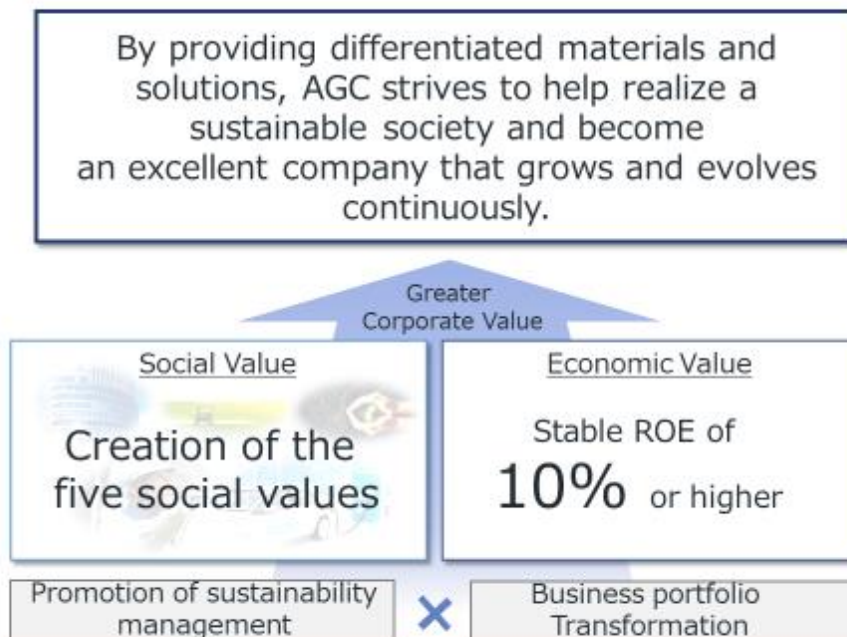 By providing differentiated materials and
solutions, AGC strives to help realize a
sustainable society and become
an excellent company that grows and evolves
continuously.
Greater
Corporate Value
Social Value
Creation of the
five social values
Economic Value
Stable ROE of
10% or higher
Promotion of sustainability
management
×
Business portfolio
Transformation